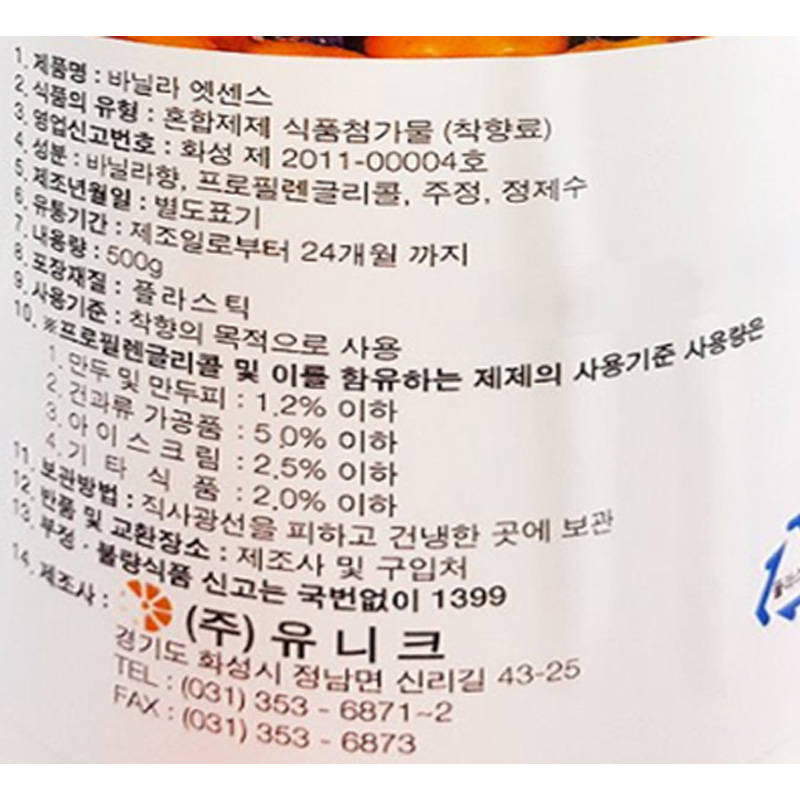 1. 제품명 : 바닐라 엣센스
2. 식품의 유형 : 혼합제제 식품첨가물 (착향료)
3. 영업신고번호 : 화성 제 2011-00004호
4. 성분 : 바닐라향, 프로필렌글리콜, 주정, 정제수
5. 제조년월일 : 별도표기
6. 유통기간 : 제조일로부터 24개월 까지
7. 내용량 : 500g
8. 포장재질 : 플라스틱
9. 사용기준 : 착향의 목적으로 사용
10. ※프로필렌글리콜 및 이를 함유하는 제제의 사용기준 사용량은
1. 만두 및 만두피 : 1.2% 이하
2. 견과류 가공품 : 5.0% 이하
3. 아이스크림 : 2.5% 이하
4. 기타식품 : 2.0% 이하
11. 보관방법 : 직사광선을 피하고 건냉한 곳에 보관
12. 반품 및 교환장소 : 제조사 및 구입처
13. 부정·불량식품 신고는 국번없이 1399
14. 제조사 : (주) 유니크
경기도 화성시 정남면 신리길 43-25
TEL : (031) 353 - 6871~2
FAX : (031) 353 - 6873